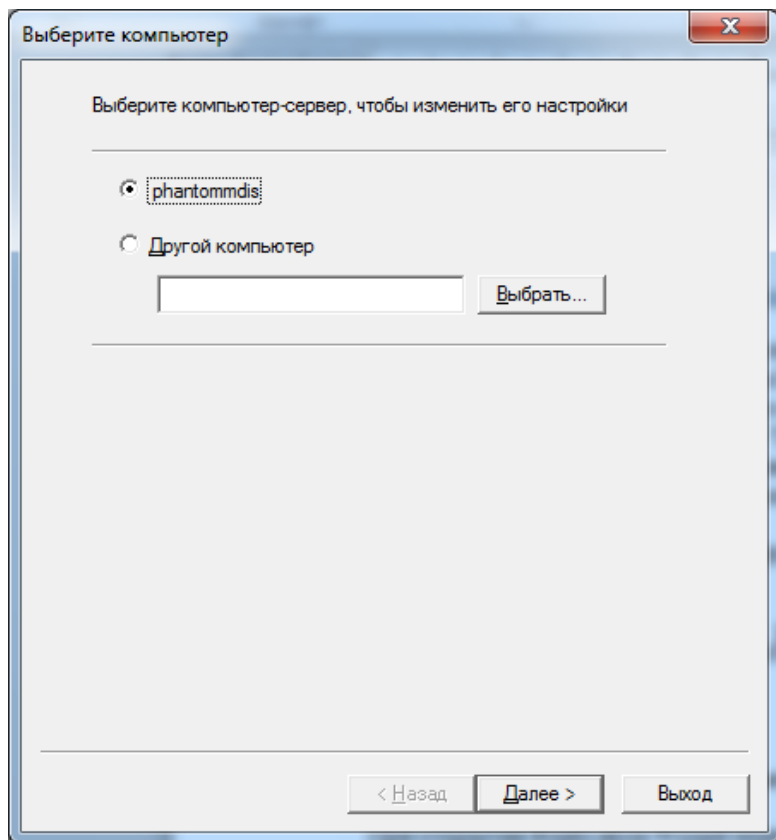 Выберите компьютер
Выберите компьютер-сервер, чтобы изменить его настройки
phantommdis
Другой компьютер
Выбрать...
< Назад Далее > Выход